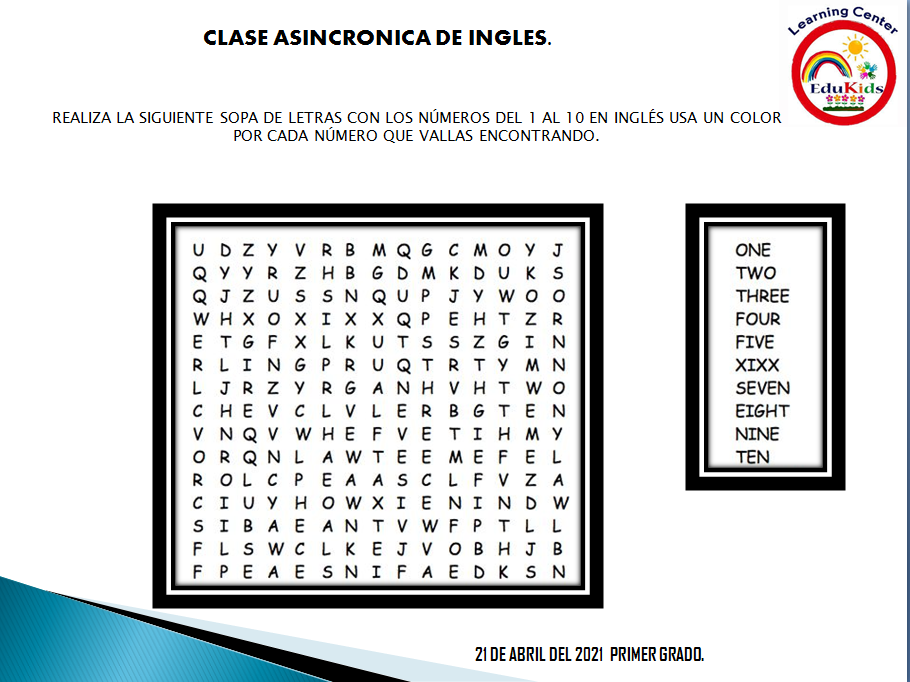 Learning Center
CLASE ASINCRONICA DE INGLES.
EduKids
REALIZA LA SIGUIENTE SOPA DE LETRAS CON LOS NÚMEROS DEL 1 AL 10 EN INGLÉS USA UN COLOR
POR CADA NÚMERO QUE VALLAS ENCONTRANDO.
U D Z Y V R B M Q G C M O Y J
Q Y Y R Z H B G D M K D U K S
Q J Z U S S N Q U P J Y W O O
W H X O X I X X Q P E H T Z R
E T G F X L K U T S S Z G I N
R L I N G P R U Q T R T Y M N
L J R Z Y R G A N H V H T W O
C H E V C L V L E R B G T E N
V N Q V W H E F V E T I H M Y
O R Q N L A W T E E M E F E L
R O L C P E A A S C L F V Z A
C I U Y H O W X I E N I N D W
S I B A E A N T V W F P T L L
F L S W C L K E J V O B H J B
F P E A E S N I F A E D K S N
ONE
TWO
THREE
FOUR
FIVE
XIXX
SEVEN
EIGHT
NINE
TEN
21 DE ABRIL DEL 2021 PRIMER GRADO.